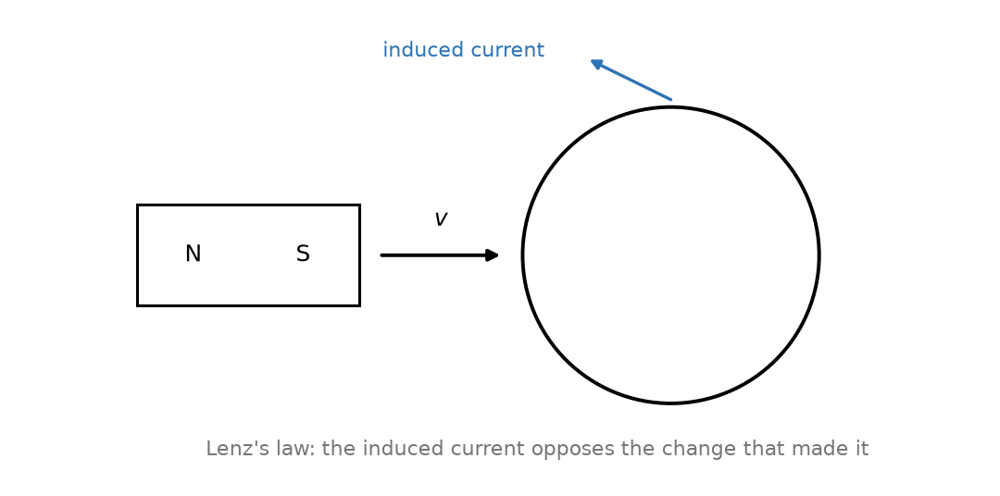 induced current
v
N S
Lenz's law: the induced current opposes the change that made it